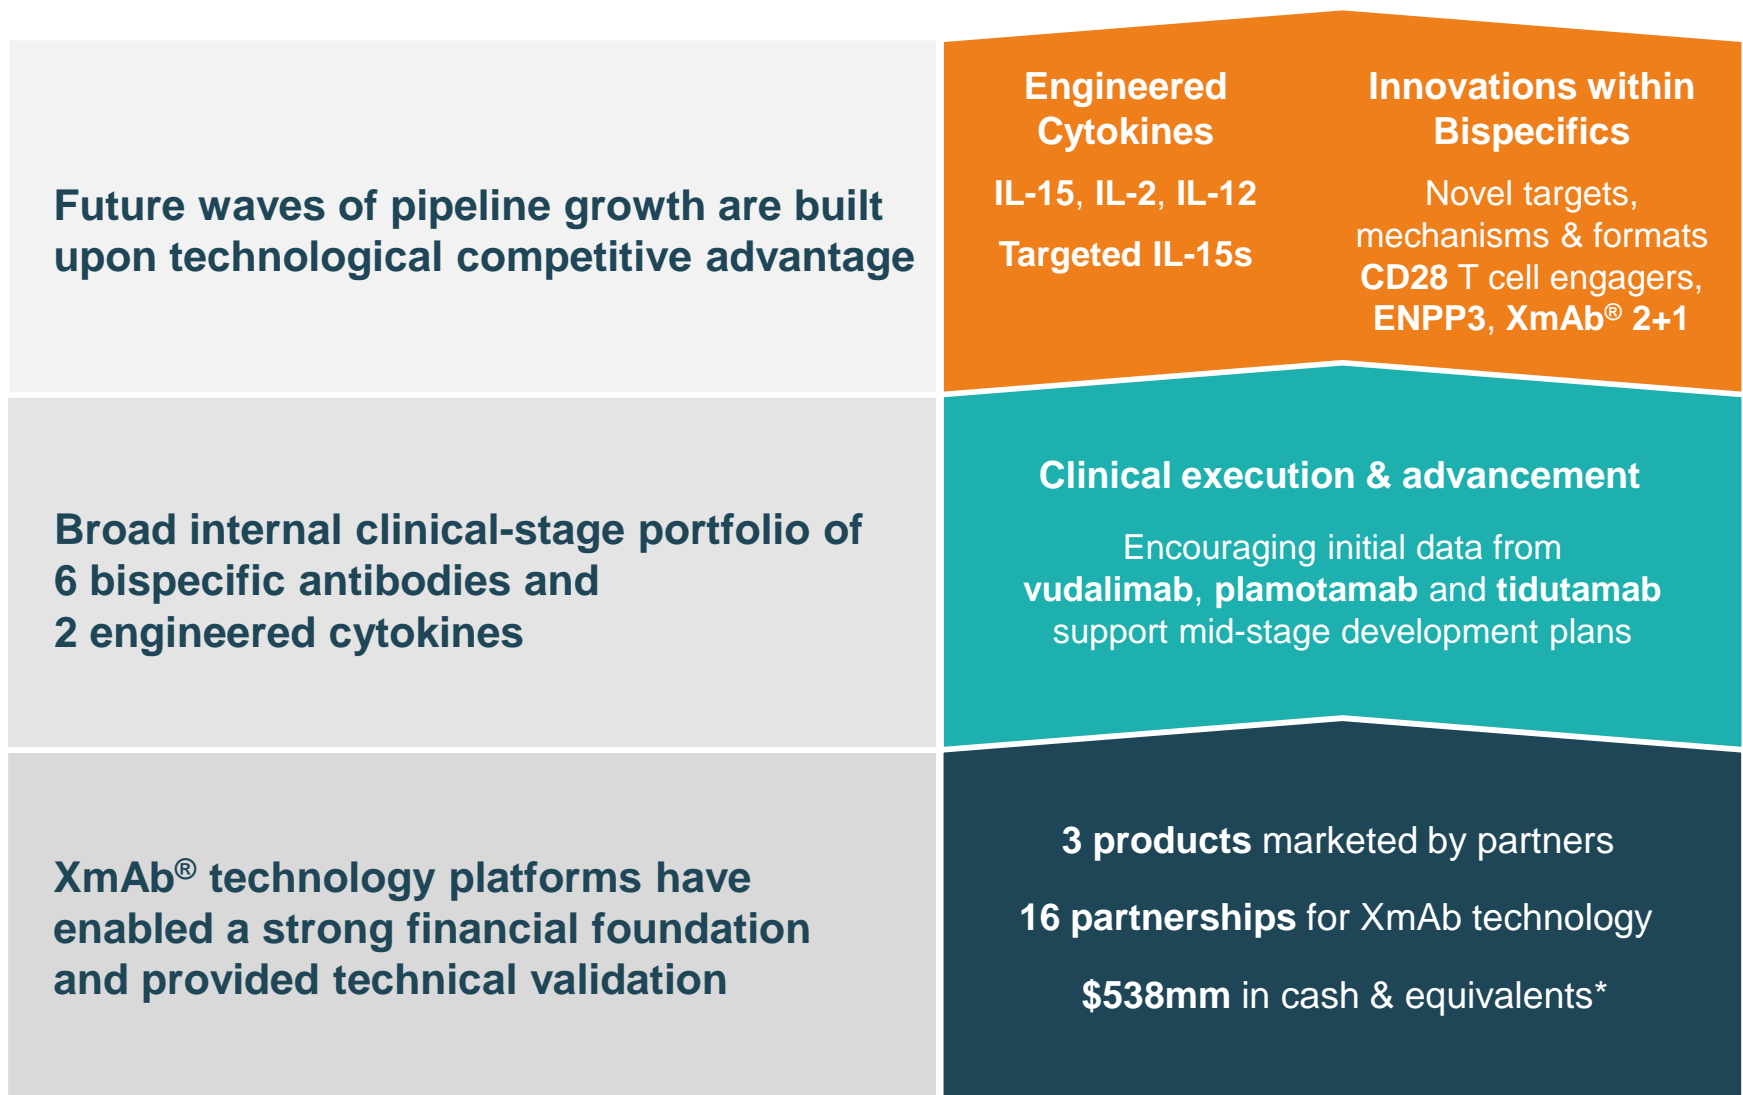 Future waves of pipeline growth are built
upon technological competitive advantage
Engineered
Cytokines
IL-15, IL-2, IL-12
Targeted IL-15s
Innovations within
Bispecifics
Novel targets,
mechanisms & formats
CD28 T cell engagers,
ENPP3, XmAb® 2+1
Broad internal clinical-stage portfolio of
6 bispecific antibodies and
2 engineered cytokines
Clinical execution & advancement
Encouraging initial data from
vudalimab, plamotamab and tidutamab
support mid-stage development plans
XmAb® technology platforms have
enabled a strong financial foundation
and provided technical validation
3 products marketed by partners
16 partnerships for XmAb technology
$538mm in cash & equivalents*